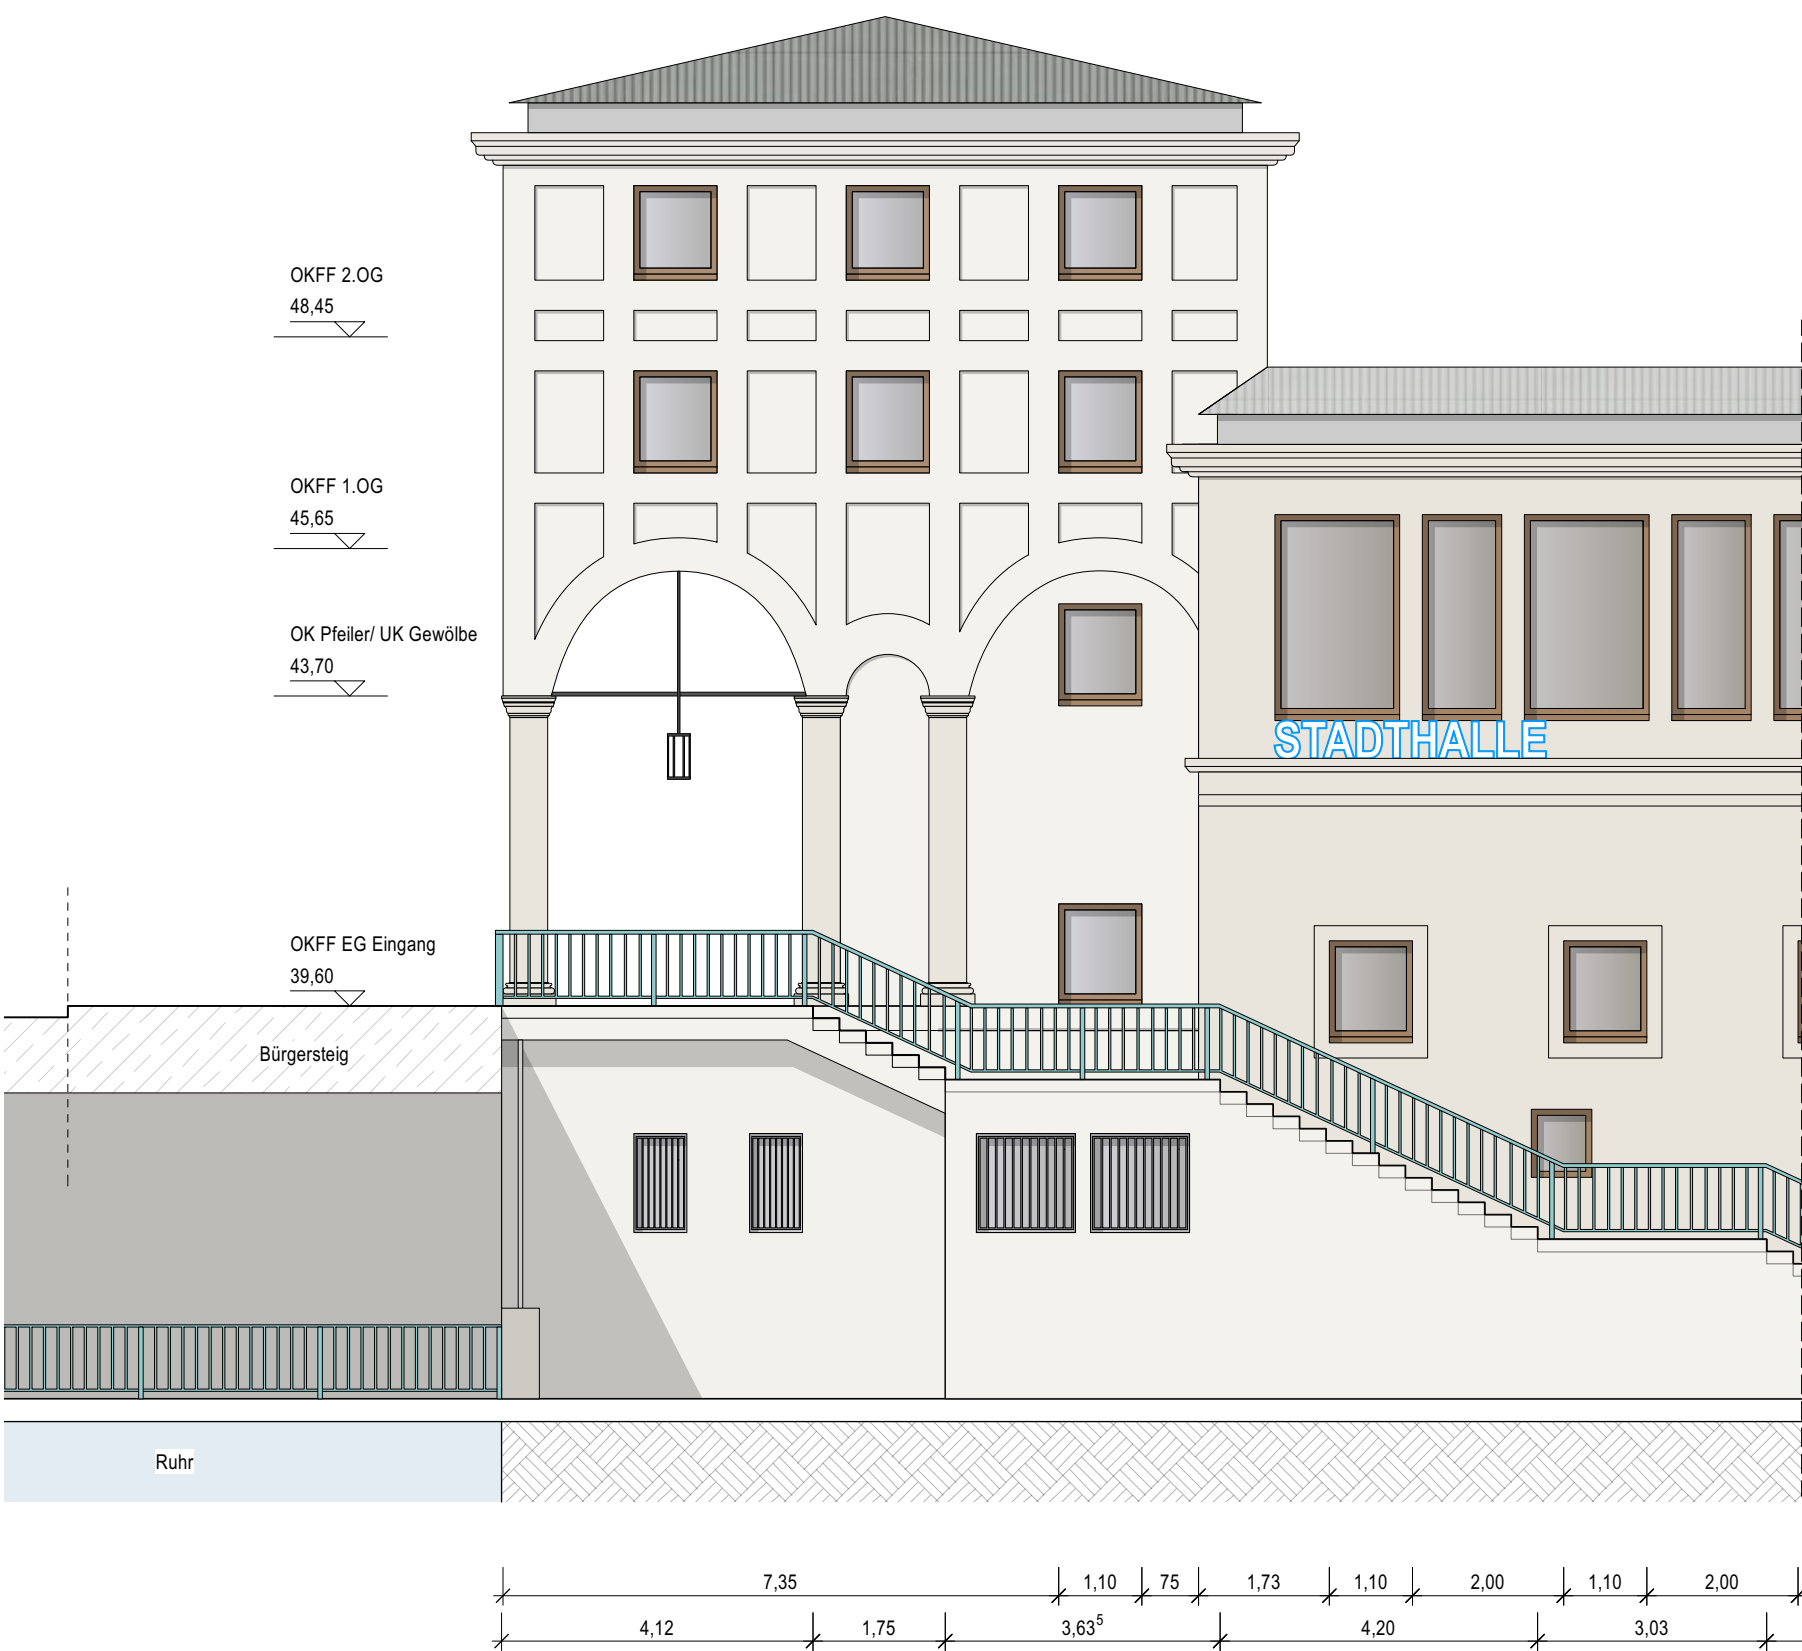 OKFF 2.OG
48,45
OKFF 1.OG
45,65
OK Pfeiler/ UK Gewölbe
43,70
STADTHALLE
OKFF EG Eingang
39,60
Bürgersteig
Ruhr
7,35 1,10 75 1,73 1,10 2,00 1,10 2,00
4,12 1,75 3,63⁵ 4,20 3,03